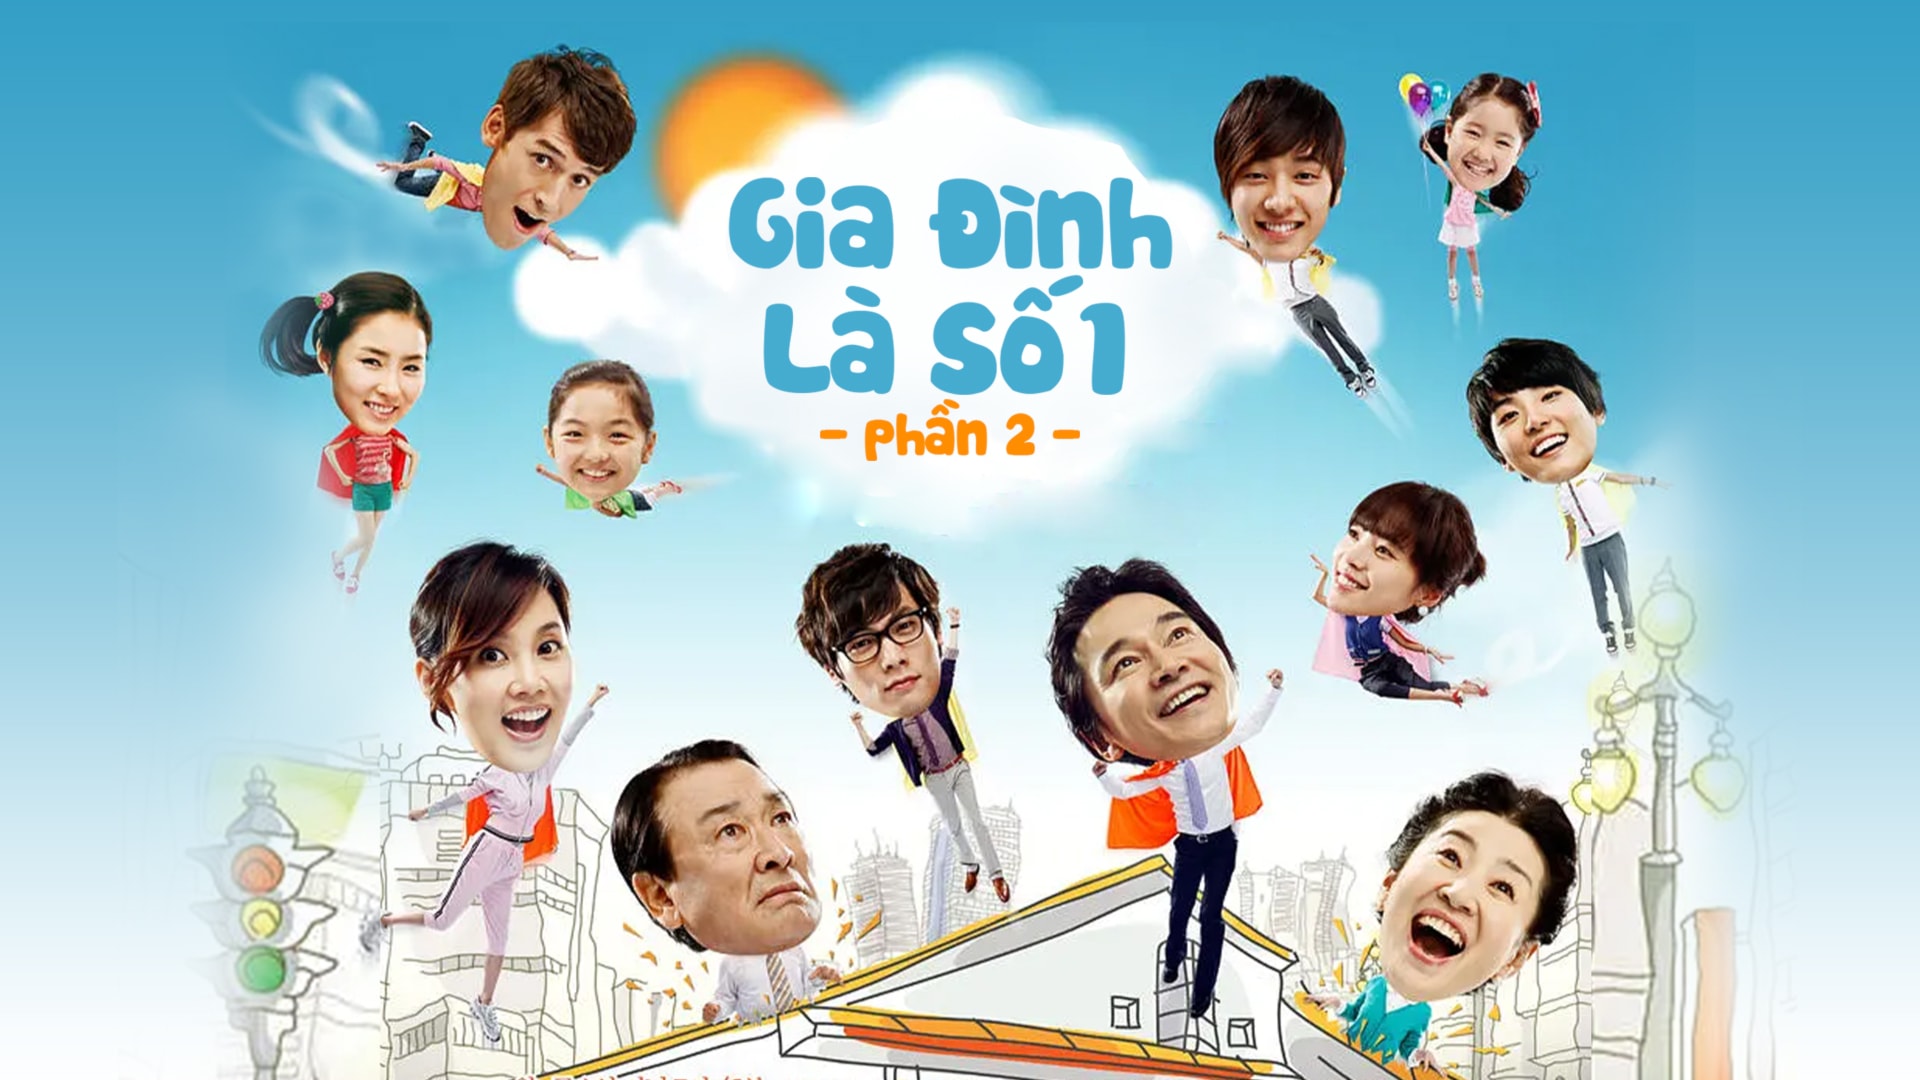 Gia Đình
Là Số 1
- phần 2 -